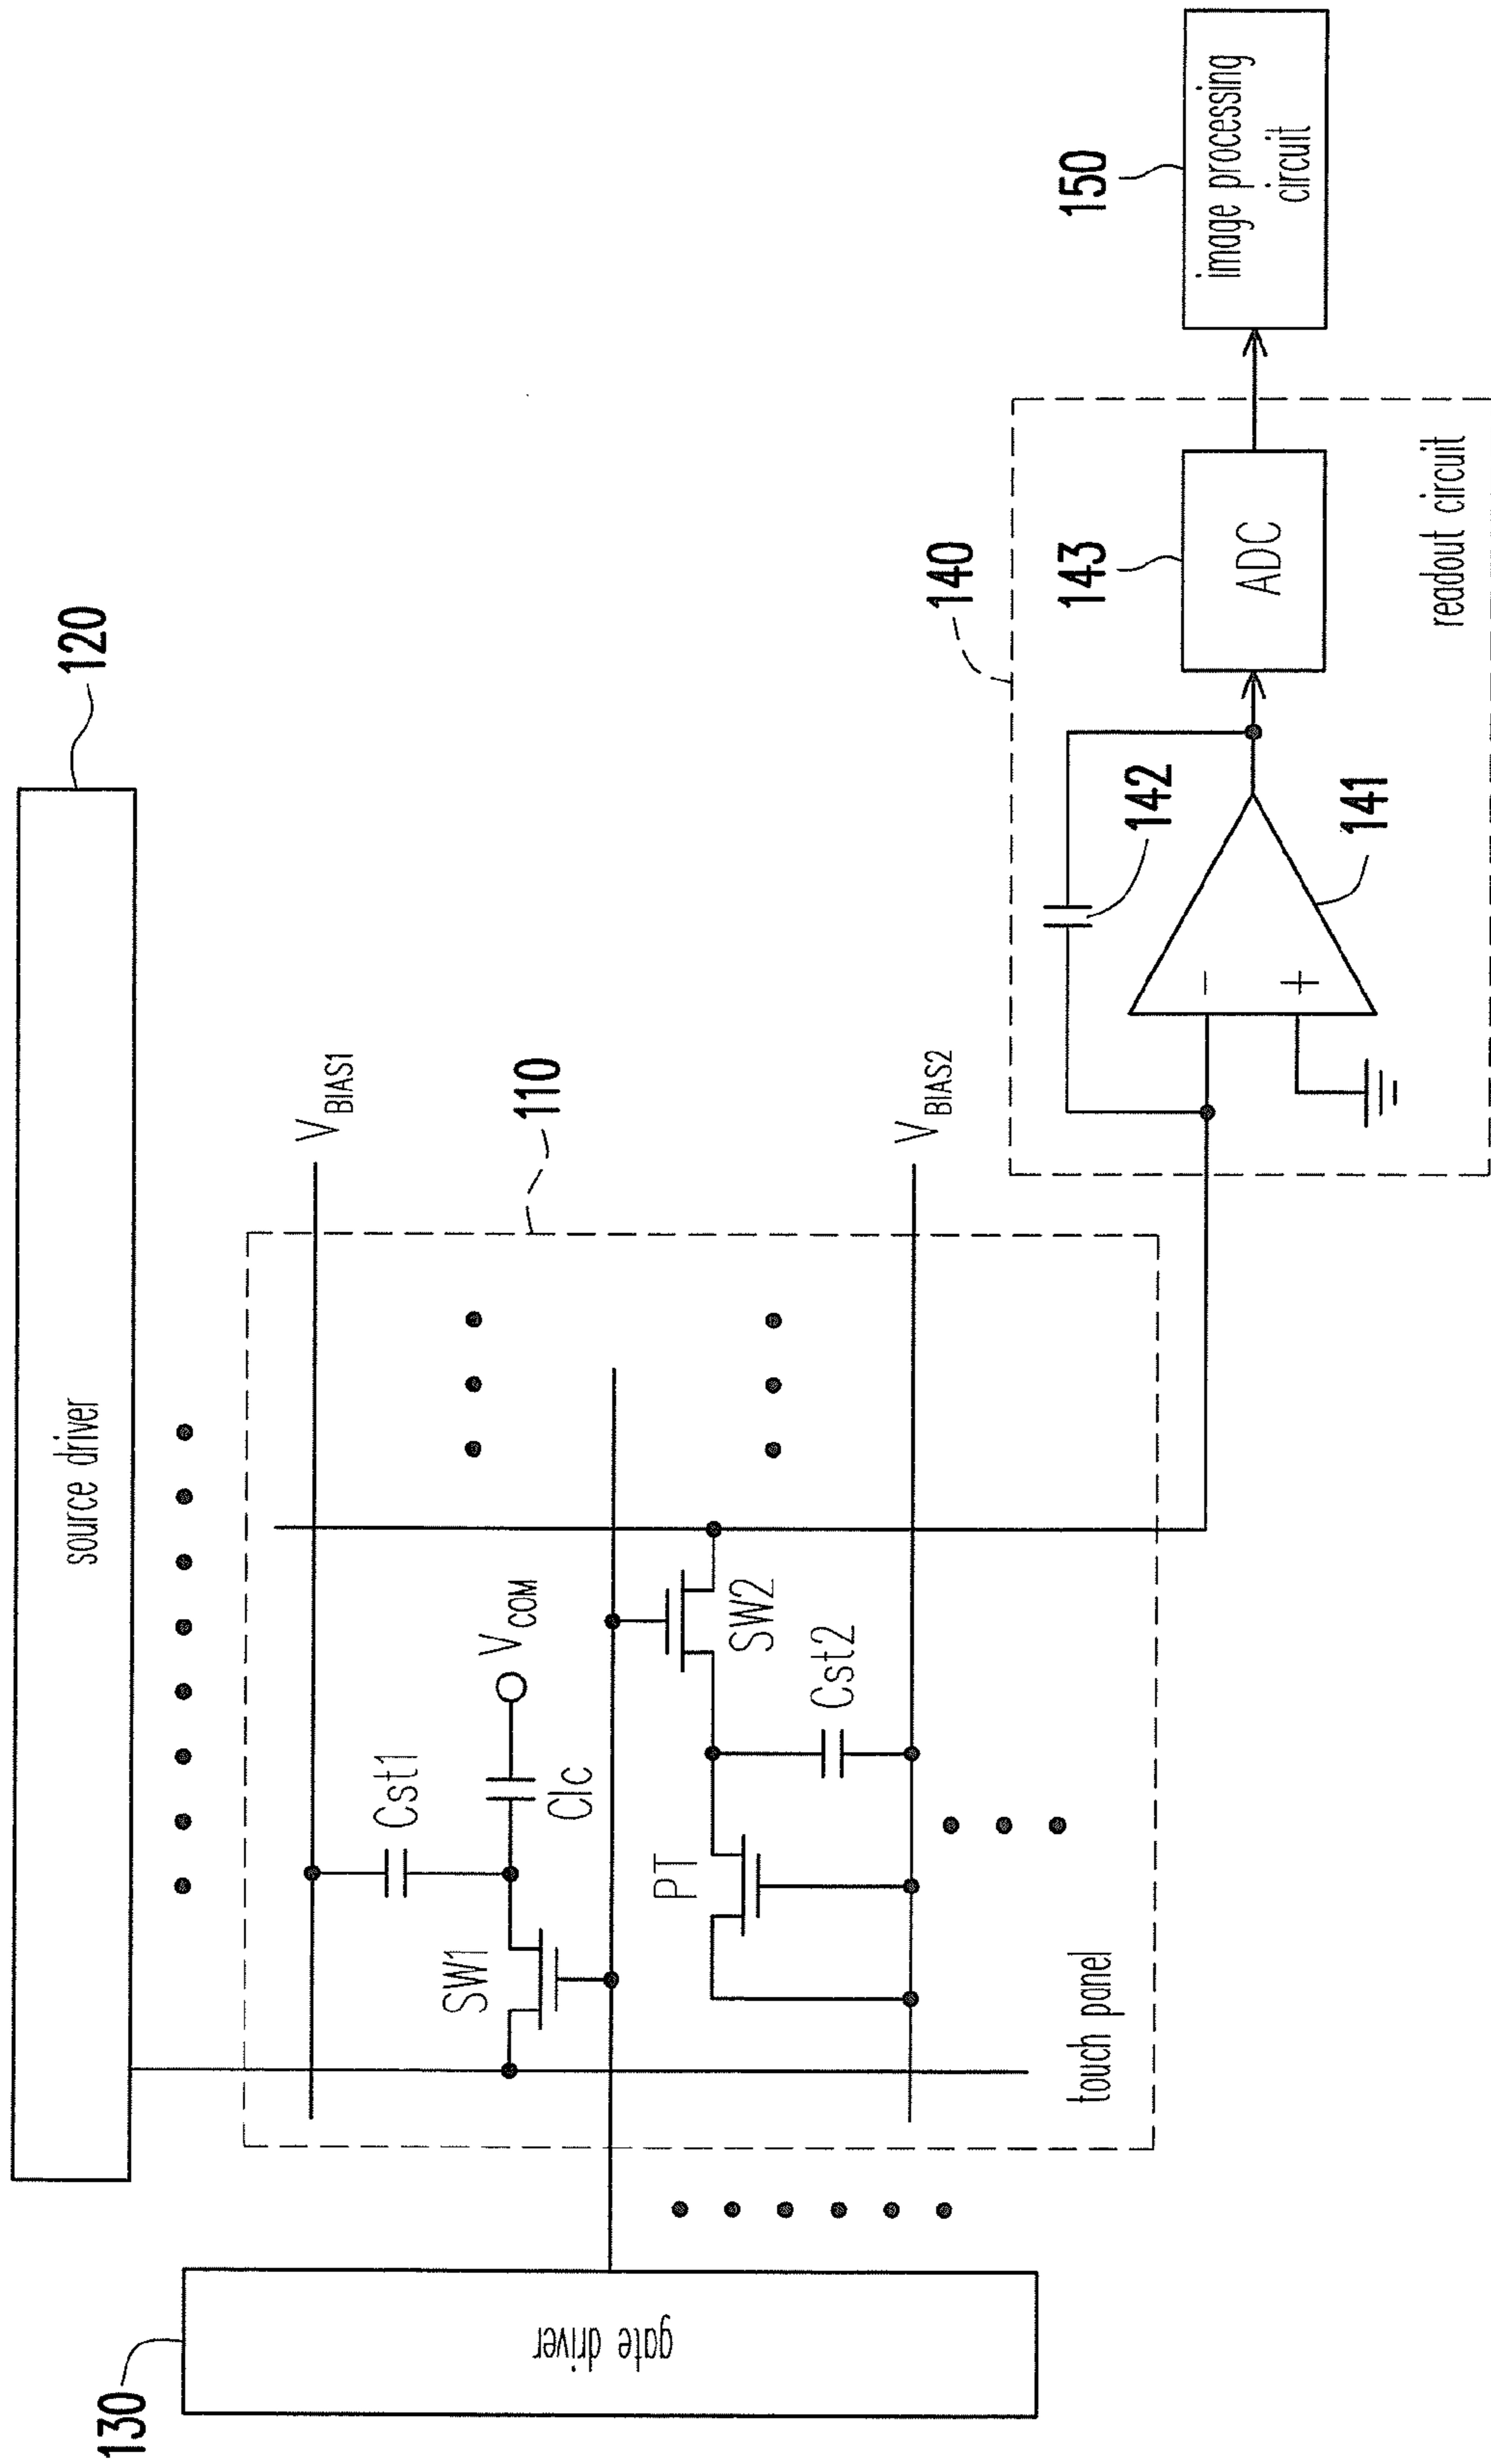 120
source driver
V_BIAS1
110
Cst1
V_COM
Clc
SW1
SW2
PT
Cst2
V_BIAS2
touch panel
130
gate driver
140
142
-
+
141
143
ADC
readout circuit
150
image processing
circuit